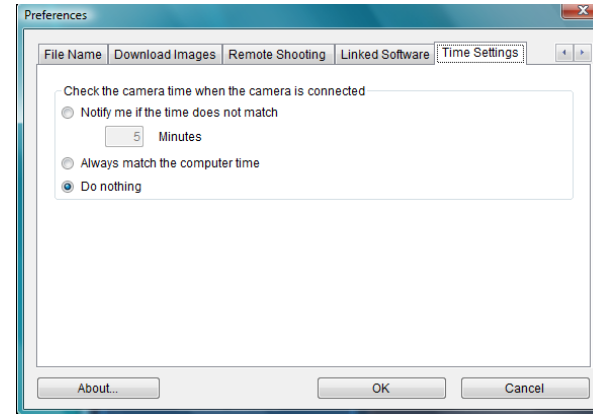 Preferences
File Name Download Images Remote Shooting Linked Software Time Settings
Check the camera time when the camera is connected
Notify me if the time does not match
5 Minutes
Always match the computer time
Do nothing
About... OK Cancel